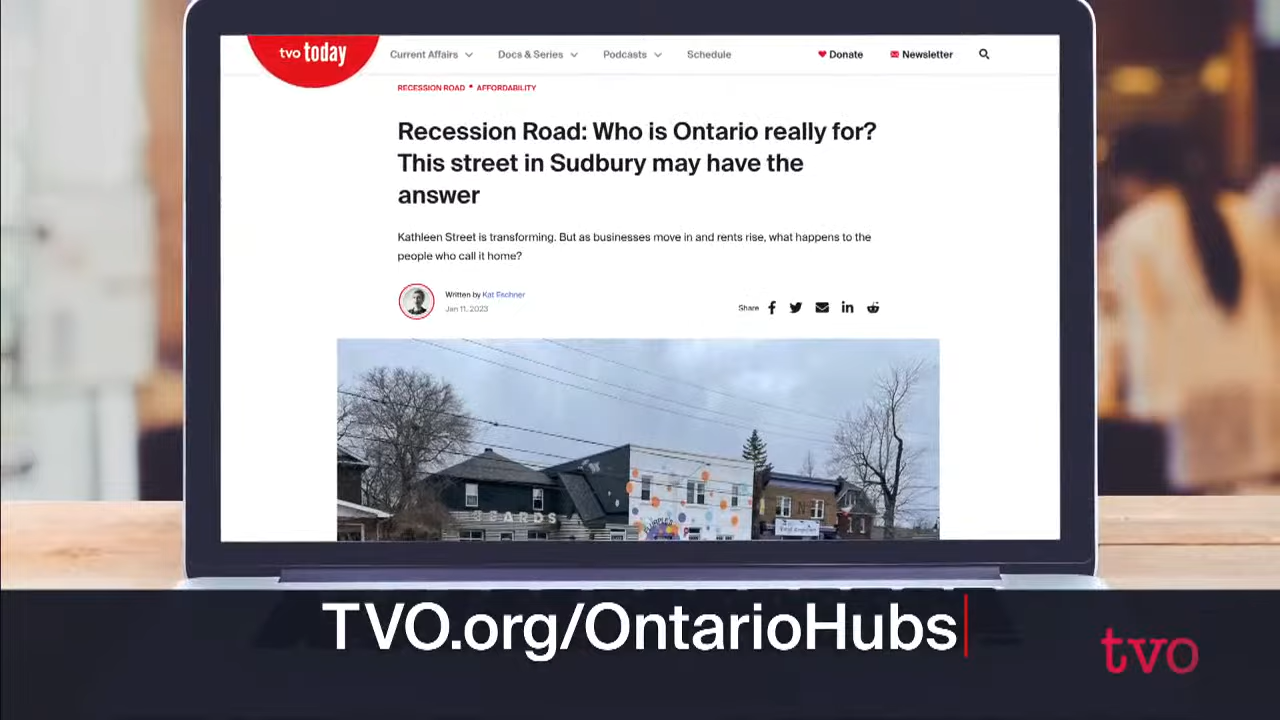 tvo today
Current Affairs
Docs & Series
Podcasts
Schedule
Donate
Newsletter
RECESSION ROAD • AFFORDABILITY
Recession Road: Who is Ontario really for?
This street in Sudbury may have the
answer
Kathleen Street is transforming. But as businesses move in and rents rise, what happens to the
people who call it home?
Written by Kat Eschner
Jan 11, 2023
Share
BEARDS
TVO.org/OntarioHubs
tvo